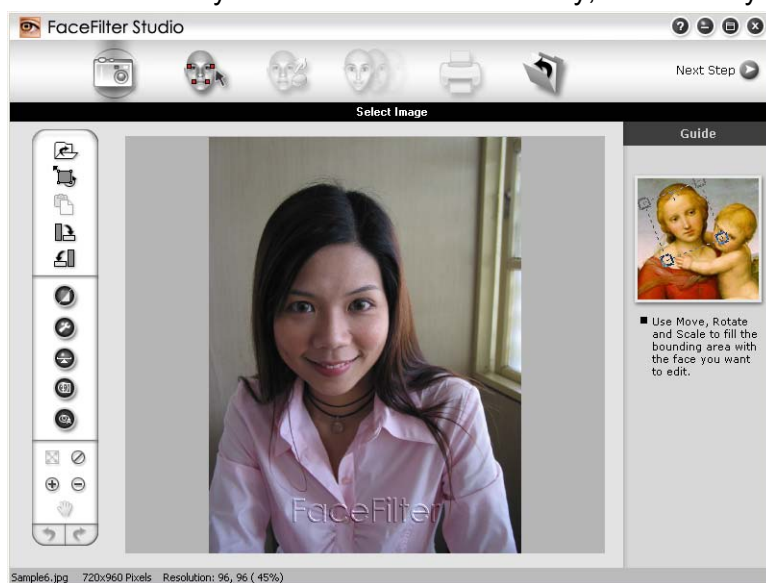 FaceFilter Studio
Next Step
Select Image
Guide
Use Move, Rotate
and Scale to fill the
bounding area with
the face you want
to edit.
FaceFilter
Sample6.jpg 720x960 Pixels Resolution: 96, 96 ( 45%)